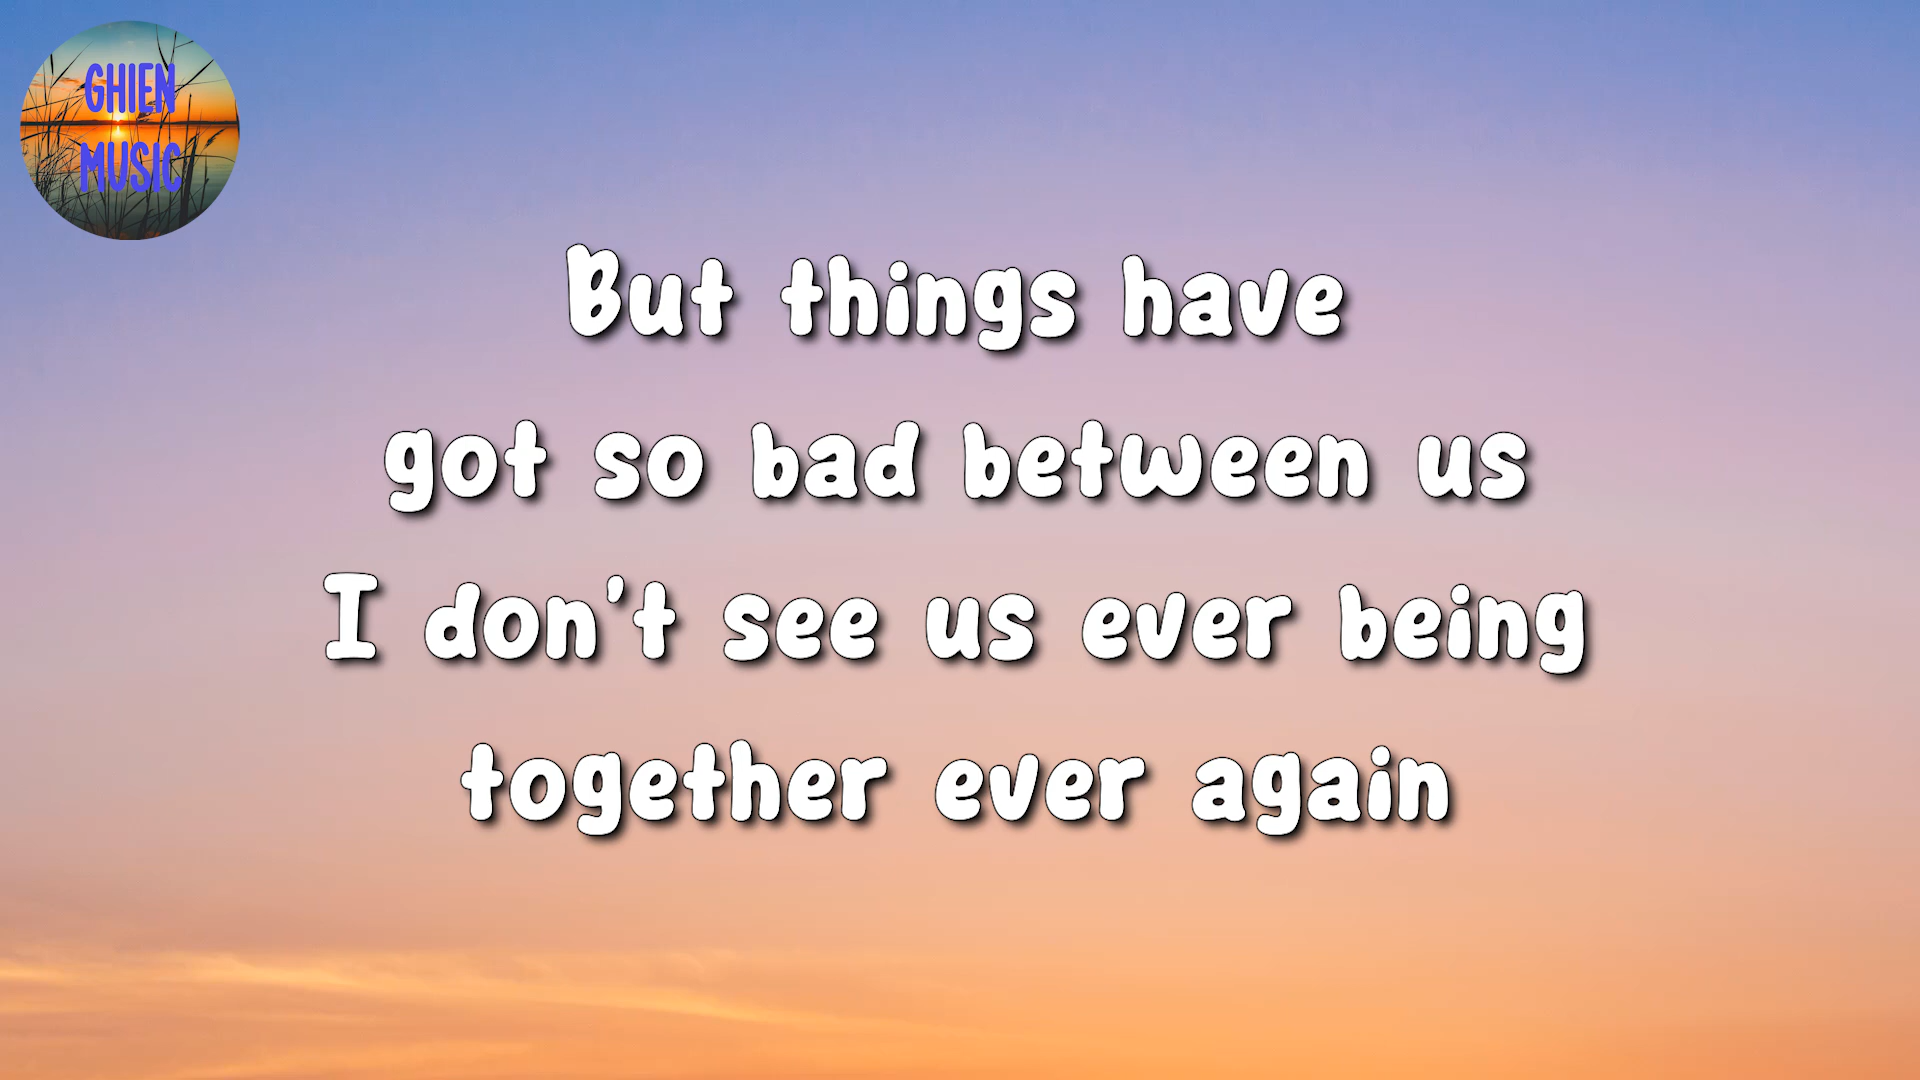 GHIEN
MUSIC
But things have
got so bad between us
I don't see us ever being
together ever again